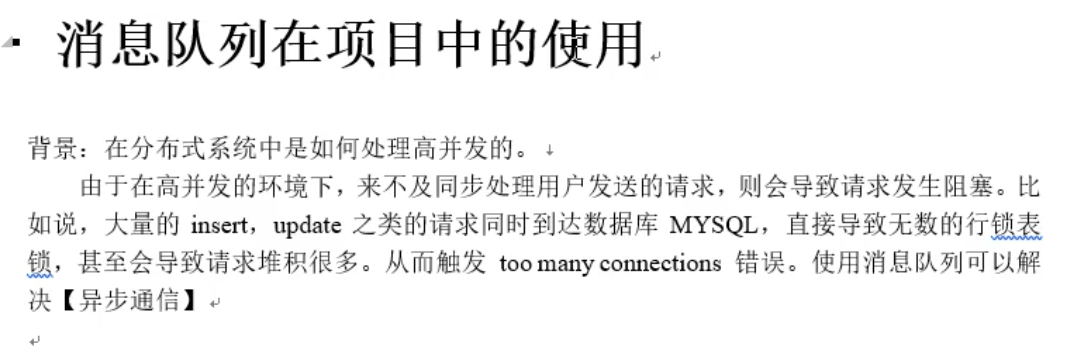 消息队列在项目中的使用
背景：在分布式系统中是如何处理高并发的。
由于在高并发的环境下，来不及同步处理用户发送的请求，则会导致请求发生阻塞。比
如说，大量的 insert，update 之类的请求同时到达数据库 MYSQL，直接导致无数的行锁表
锁，甚至会导致请求堆积很多。从而触发 too many connections 错误。使用消息队列可以解
决【异步通信】